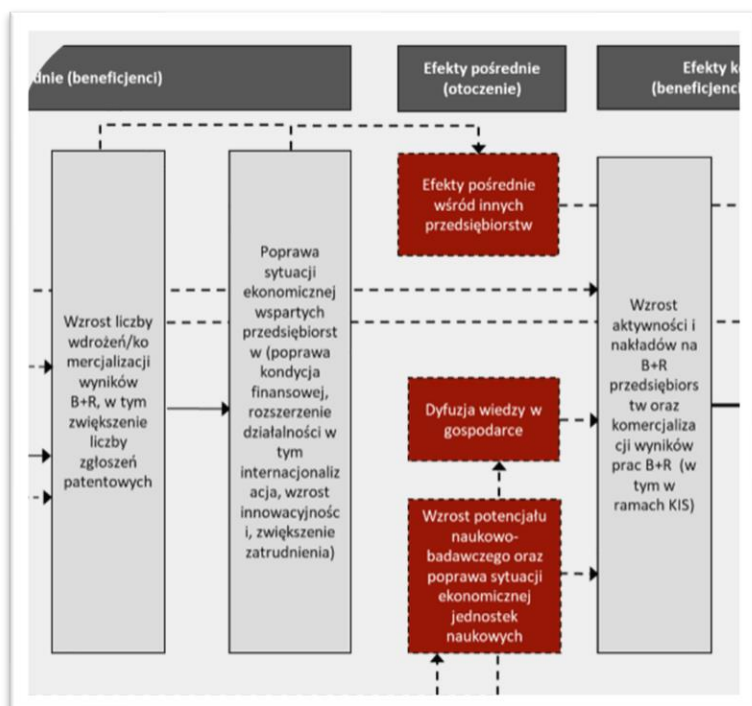 dnie (beneficjenci)
Efekty pośrednie
(otoczenie)
Efekty k
(beneficjenci
Wzrost liczby
wdrożeń/ko
mercjalizacji
wyników
B+R, w tym
zwiększenie
liczby
zgłoszeń
patentowych
Poprawa
sytuacji
ekonomicznej
wspartych
przedsiębiorst
w (poprawa
kondycja
finansowej,
rozszerzenie
działalności w
tym
internacjonaliz
acja, wzrost
innowacyjnośc
i, zwiększenie
zatrudnienia)
Efekty pośrednie
wśród innych
przedsiębiorstw
Dyfuzja wiedzy w
gospodarce
Wzrost potencjału
naukowo-
badawczego oraz
poprawa sytuacji
ekonomicznej
jednostek
naukowych
Wzrost
aktywności i
nakładów na
B+R
przedsiębiors
tw oraz
komercjaliza
cji wyników
prac B+R (w
tym w
ramach KIS)